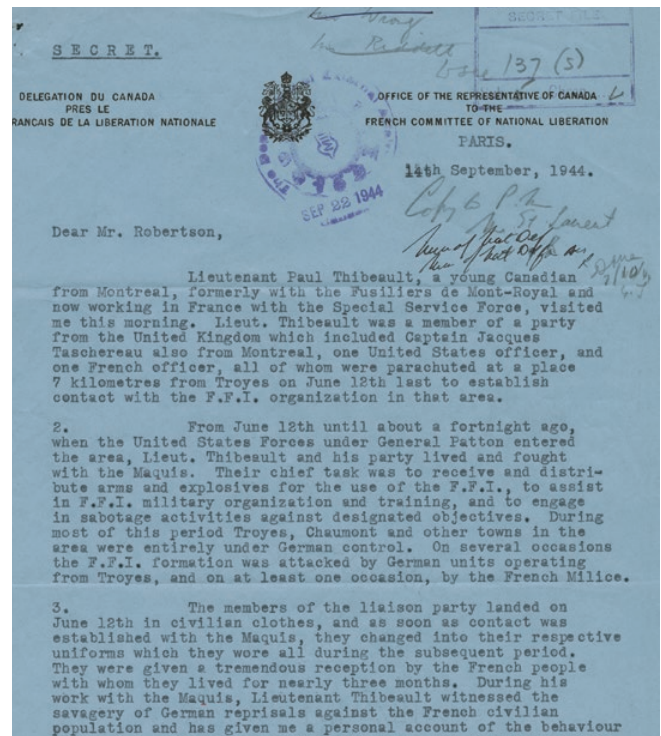 SECRET.
SECRET FILE
137 (S)
DELEGATION DU CANADA
PRES LE
RANCAIS DE LA LIBERATION NATIONALE
OFFICE OF THE REPRESENTATIVE OF CANADA
TO THE
FRENCH COMMITTEE OF NATIONAL LIBERATION
PARIS.
14th September, 1944.
SEP 22 1944
Copy to P.M.
Mr St Laurent
Dear Mr. Robertson,
Lieutenant Paul Thibeault, a young Canadian
from Montreal, formerly with the Fusiliers de Mont-Royal and
now working in France with the Special Service Force, visited
me this morning. Lieut. Thibeault was a member of a party
from the United Kingdom which included Captain Jacques
Taschereau also from Montreal, one United States officer, and
one French officer, all of whom were parachuted at a place
7 kilometres from Troyes on June 12th last to establish
contact with the F.F.I. organization in that area.
2. From June 12th until about a fortnight ago,
when the United States Forces under General Patton entered
the area, Lieut. Thibeault and his party lived and fought
with the Maquis. Their chief task was to receive and distri-
bute arms and explosives for the use of the F.F.I., to assist
in F.F.I. military organization and training, and to engage
in sabotage activities against designated objectives. During
most of this period Troyes, Chaumont and other towns in the
area were entirely under German control. On several occasions
the F.F.I. formation was attacked by German units operating
from Troyes, and on at least one occasion, by the French Milice.
3. The members of the liaison party landed on
June 12th in civilian clothes, and as soon as contact was
established with the Maquis, they changed into their respective
uniforms which they wore all during the subsequent period.
They were given a tremendous reception by the French people
with whom they lived for nearly three months. During his
work with the Maquis, Lieutenant Thibeault witnessed the
savagery of German reprisals against the French civilian
population and has given me a personal account of the behaviour